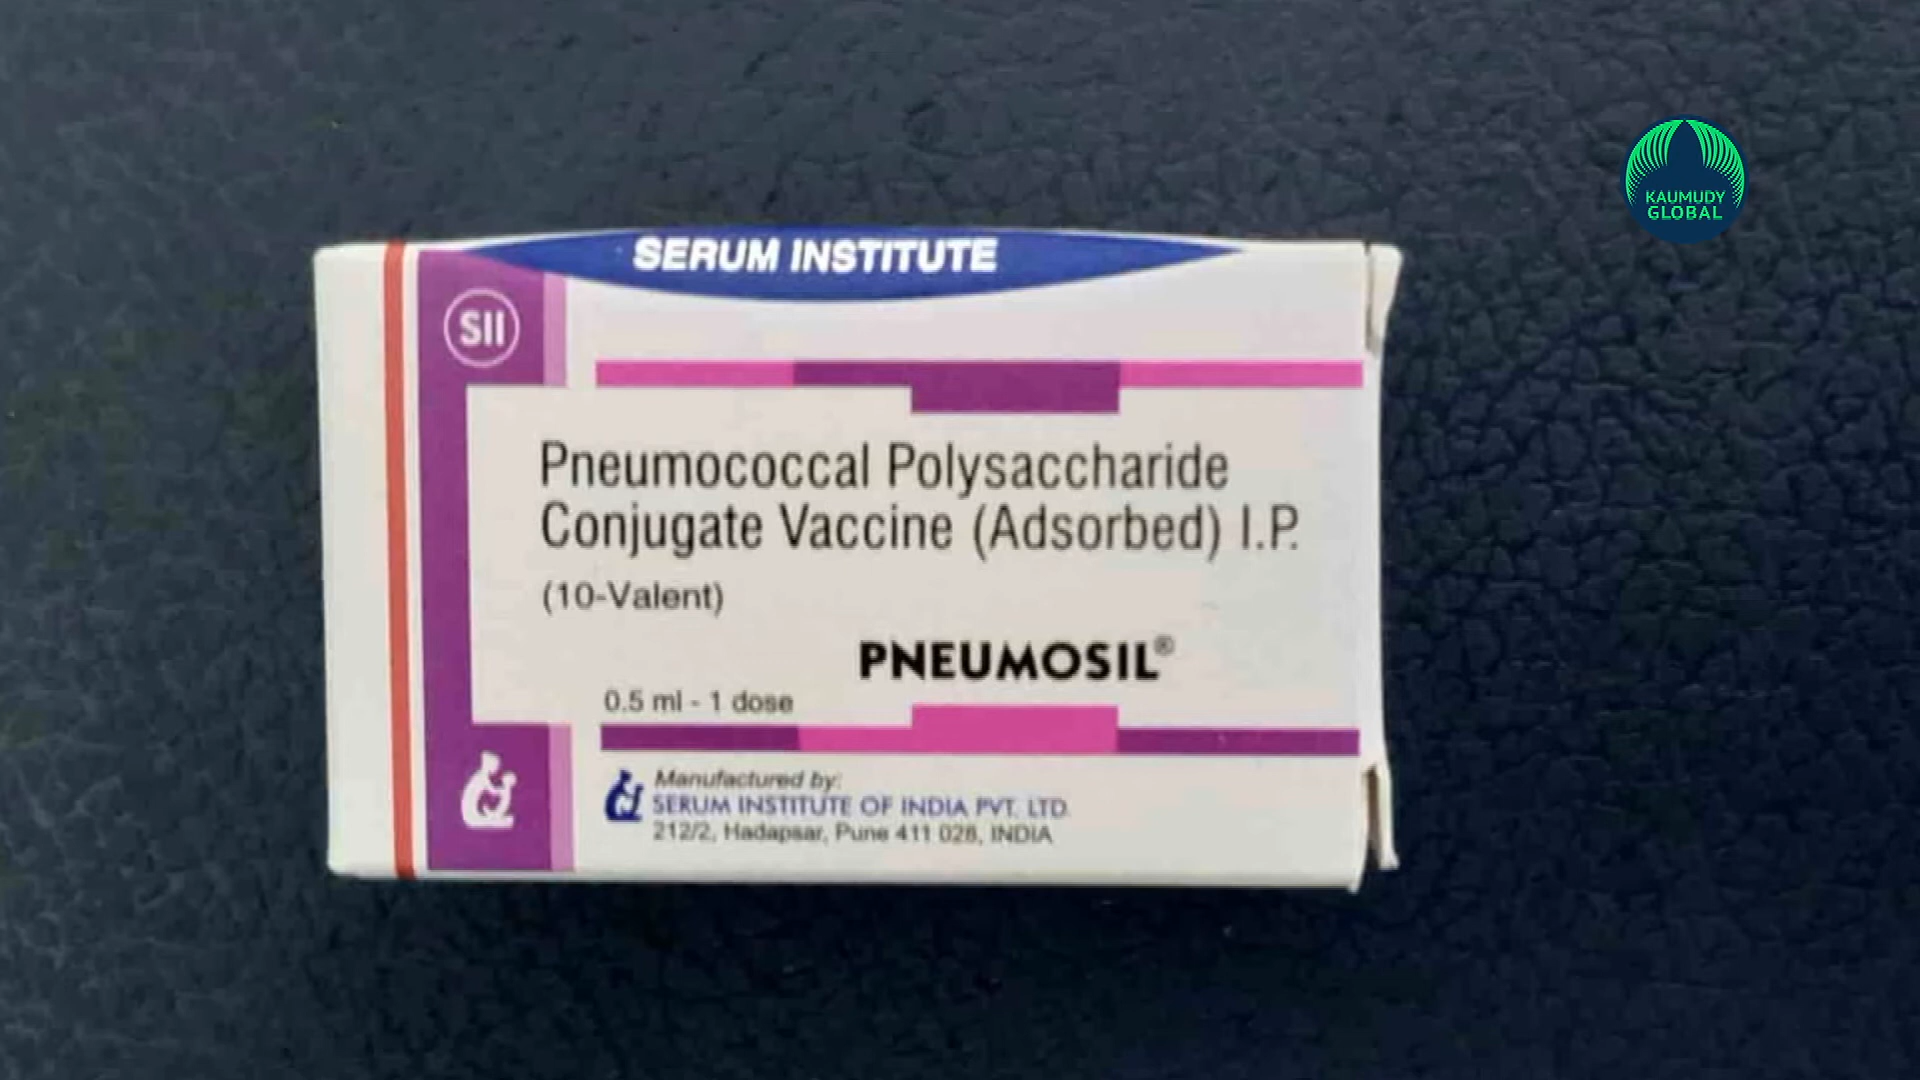 KAUMUDY
GLOBAL
SERUM INSTITUTE
SII
Pneumococcal Polysaccharide
Conjugate Vaccine (Adsorbed) I.P.
(10-Valent)
PNEUMOSIL®
0.5 ml - 1 dose
Manufactured by:
SERUM INSTITUTE OF INDIA PVT. LTD.
212/2, Hadapsar, Pune 411 028, INDIA